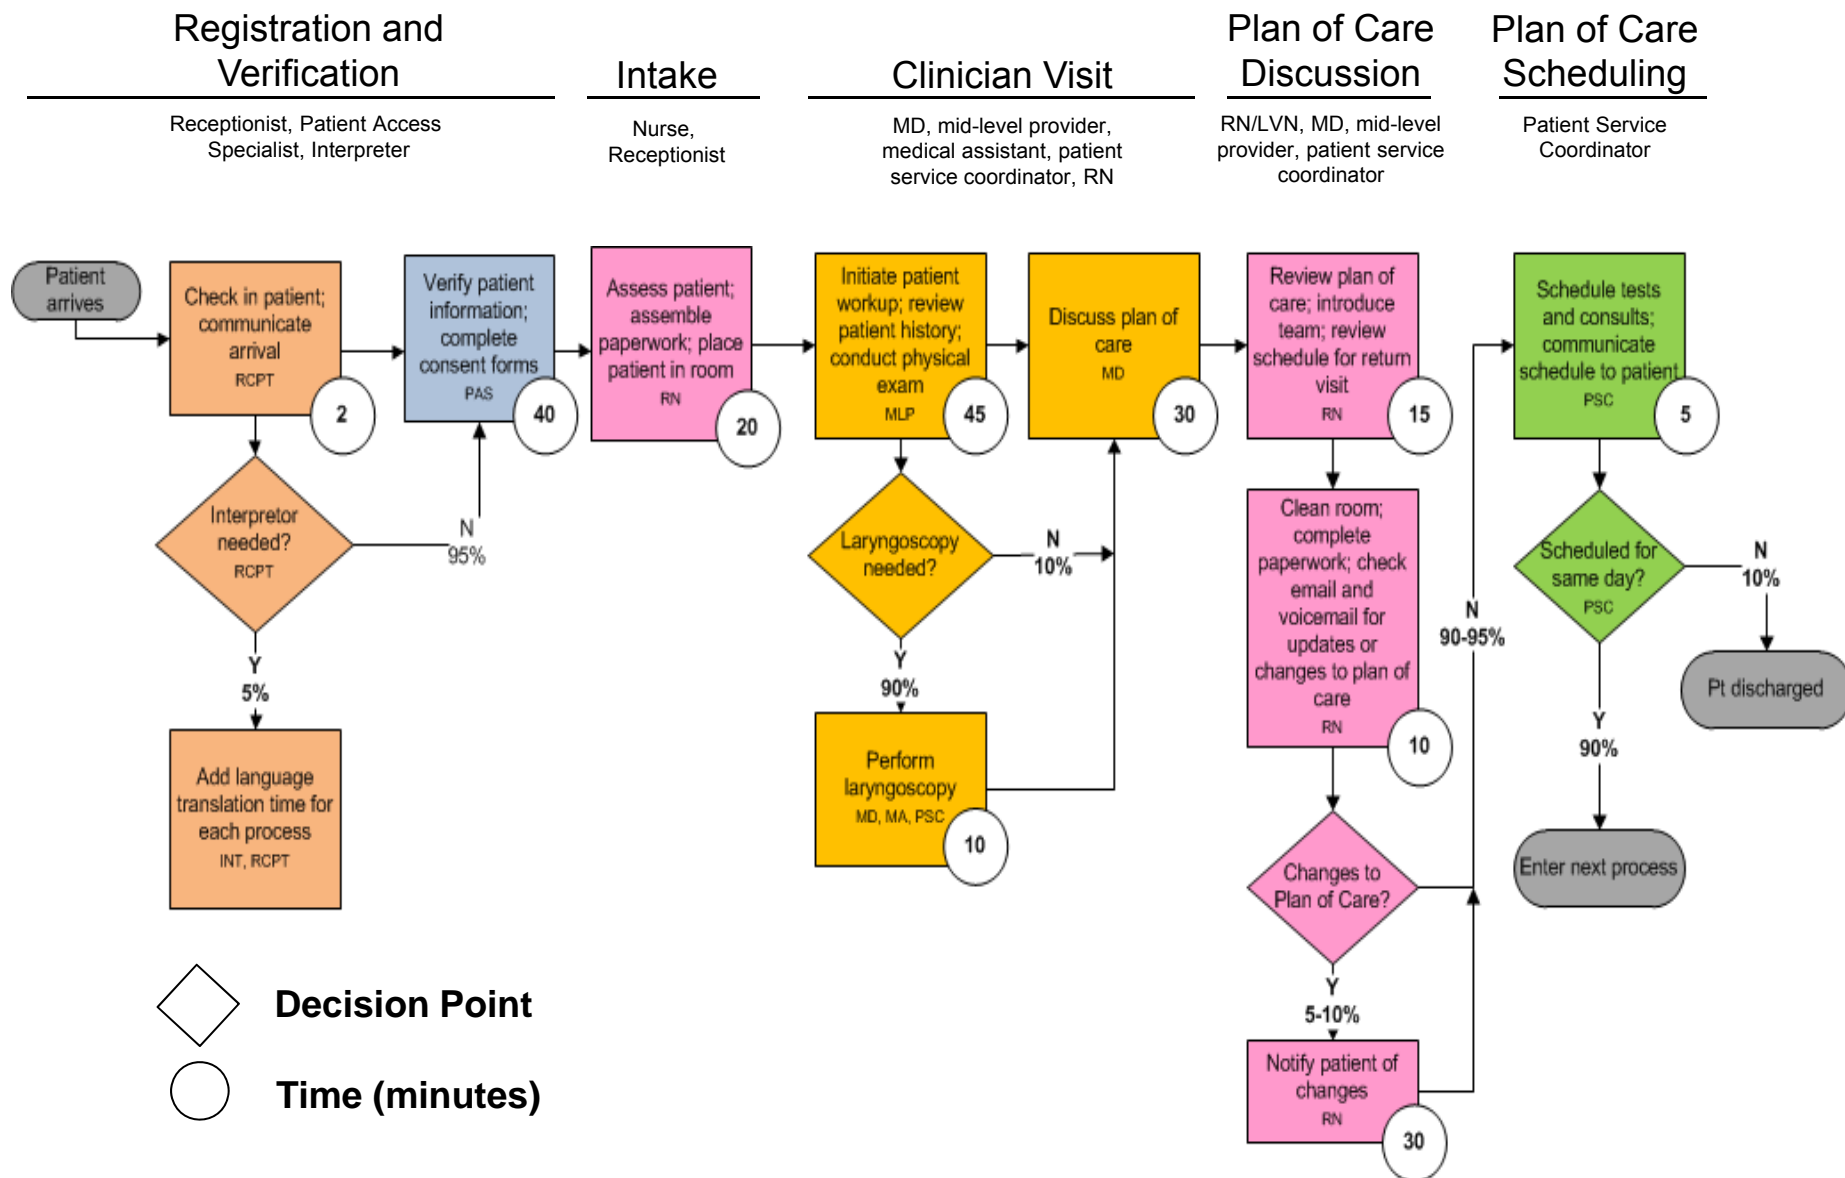 Registration and
Verification
Receptionist, Patient Access
Specialist, Interpreter
Intake
Nurse,
Receptionist
Clinician Visit
MD, mid-level provider,
medical assistant, patient
service coordinator, RN
Plan of Care
Discussion
RN/LVN, MD, mid-level
provider, patient service
coordinator
Plan of Care
Scheduling
Patient Service
Coordinator
Patient
arrives
Check in patient;
communicate
arrival
RCPT
2
Verify patient
information;
complete
consent forms
PAS
40
Assess patient;
assemble
paperwork; place
patient in room
RN
20
Initiate patient
workup; review
patient history;
conduct physical
exam
MLP
45
Discuss plan of
care
MD
30
Review plan of
care; introduce
team; review
schedule for return
visit
RN
15
Schedule tests
and consults;
communicate
schedule to patient
PSC
5
Interpretor
needed?
RCPT
N
95%
Y
5%
Add language
translation time for
each process
INT, RCPT
Laryngoscopy
needed?
N
10%
Y
90%
Perform
laryngoscopy
MD, MA, PSC
10
Clean room;
complete
paperwork; check
email and
voicemail for
updates or
changes to plan of
care
RN
10
Changes to
Plan of Care?
N
90-95%
Y
5-10%
Notify patient of
changes
RN
30
Scheduled for
same day?
PSC
N
10%
Pt discharged
Y
90%
Enter next process
Decision Point
Time (minutes)